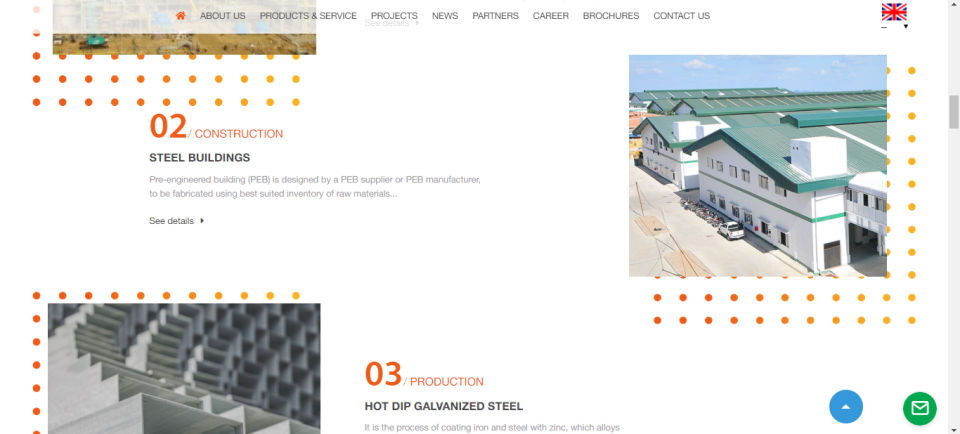 ABOUT US PRODUCTS & SERVICE PROJECTS NEWS PARTNERS CAREER BROCHURES CONTACT US
See details
02 / CONSTRUCTION
STEEL BUILDINGS
Pre-engineered building (PEB) is designed by a PEB supplier or PEB manufacturer,
to be fabricated using best suited inventory of raw materials...
See details
03 / PRODUCTION
HOT DIP GALVANIZED STEEL
It is the process of coating iron and steel with zinc, which alloys